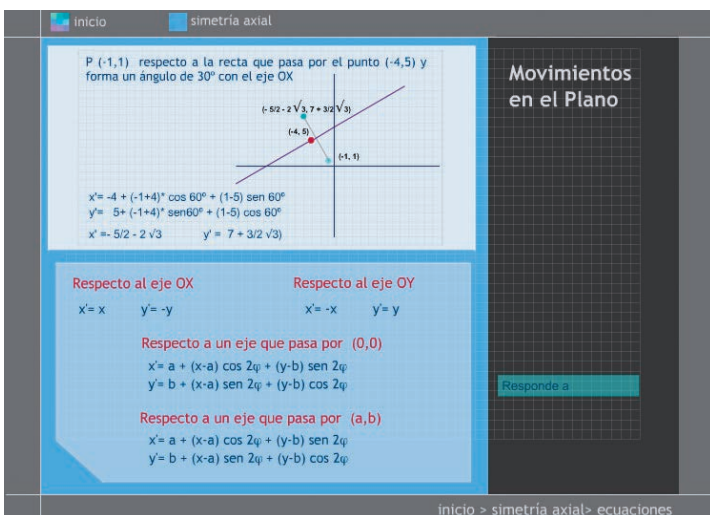 inicio simetría axial
P (-1,1) respecto a la recta que pasa por el punto (-4,5) y
forma un ángulo de 30º con el eje OX
(- 5/2 - 2 √3, 7 + 3/2 √3)
(-4, 5)
(-1, 1)
x'= -4 + (-1+4)* cos 60º + (1-5) sen 60º
y'= 5+ (-1+4)* sen60º + (1-5) cos 60º
x' =- 5/2 - 2 √3 y' = 7 + 3/2 √3)
Movimientos
en el Plano
Respecto al eje OX Respecto al eje OY
x'= x y'= -y x'= -x y'= y
Respecto a un eje que pasa por (0,0)
x'= a + (x-a) cos 2φ + (y-b) sen 2φ
y'= b + (x-a) sen 2φ + (y-b) cos 2φ
Respecto a un eje que pasa por (a,b)
x'= a + (x-a) cos 2φ + (y-b) sen 2φ
y'= b + (x-a) sen 2φ + (y-b) cos 2φ
Responde a
inicio > simetría axial> ecuaciones